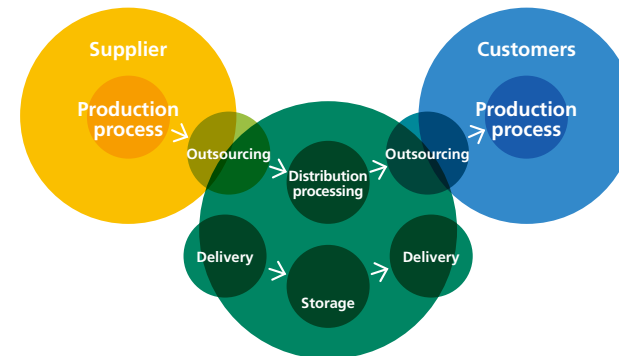 Supplier
Customers
Production
process
Production
process
Outsourcing
Outsourcing
Distribution
processing
Delivery
Delivery
Storage